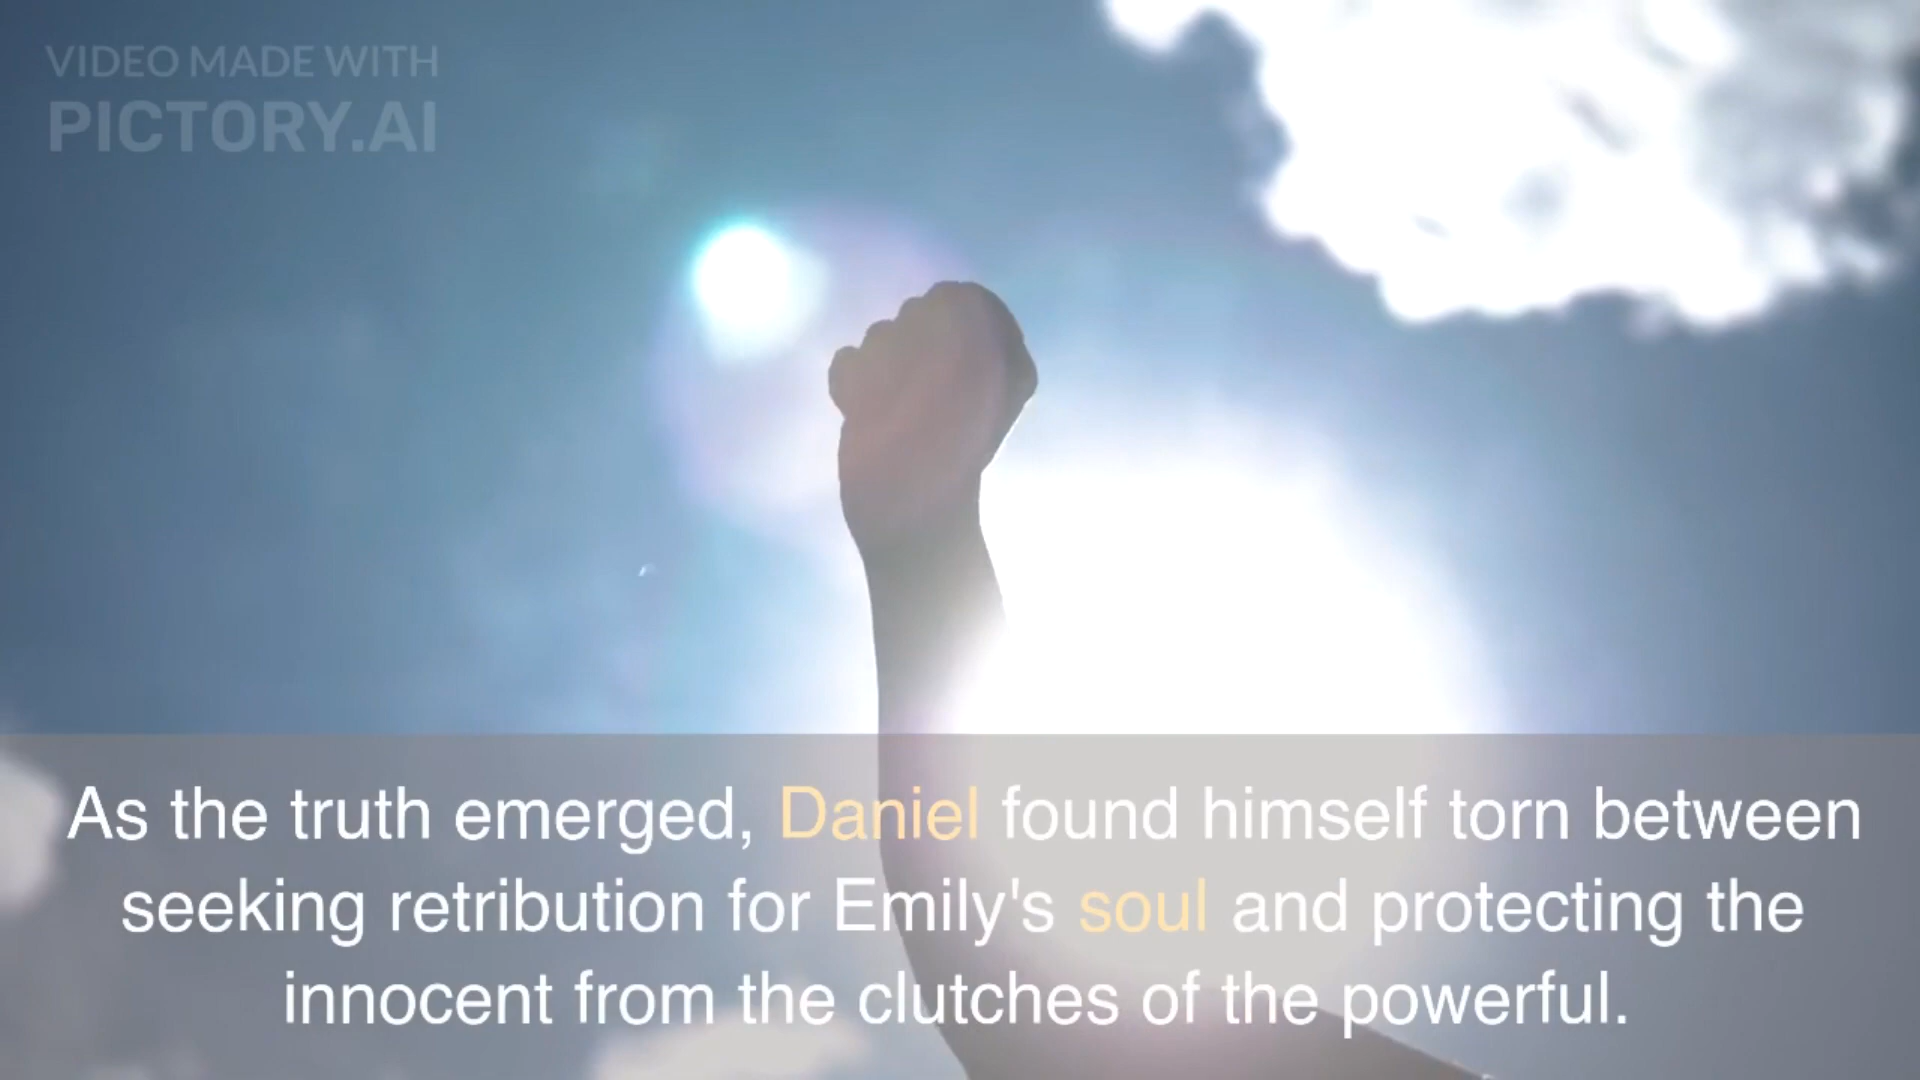 VIDEO MADE WITH
PICTORY.AI
As the truth emerged, Daniel found himself torn between
seeking retribution for Emily's soul and protecting the
innocent from the clutches of the powerful.